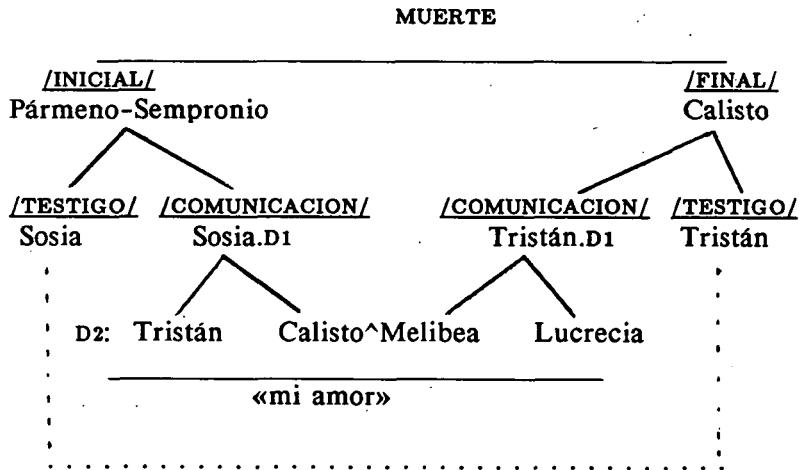 MUERTE
/INICIAL/ /FINAL/
Pármeno-Sempronio Calisto
/TESTIGO/ /COMUNICACION/ /COMUNICACION/ /TESTIGO/
Sosia Sosia.D1 Tristán.D1 Tristán
D2: Tristán Calisto^Melibea Lucrecia
«mi amor»